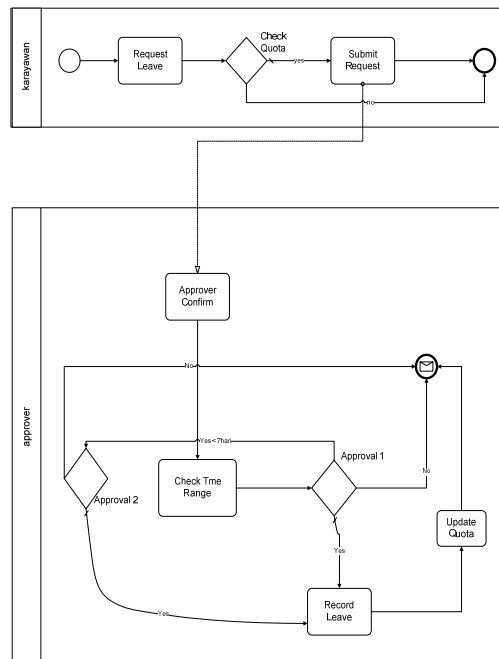 karayawan
Request
Leave
Check
Quota
yes
Submit
Request
no
approver
Approver
Confirm
No
Yes<7hari
Approval 1
Check Tme
Range
Approval 2
No
Update
Quota
Yes
Yes
Record
Leave